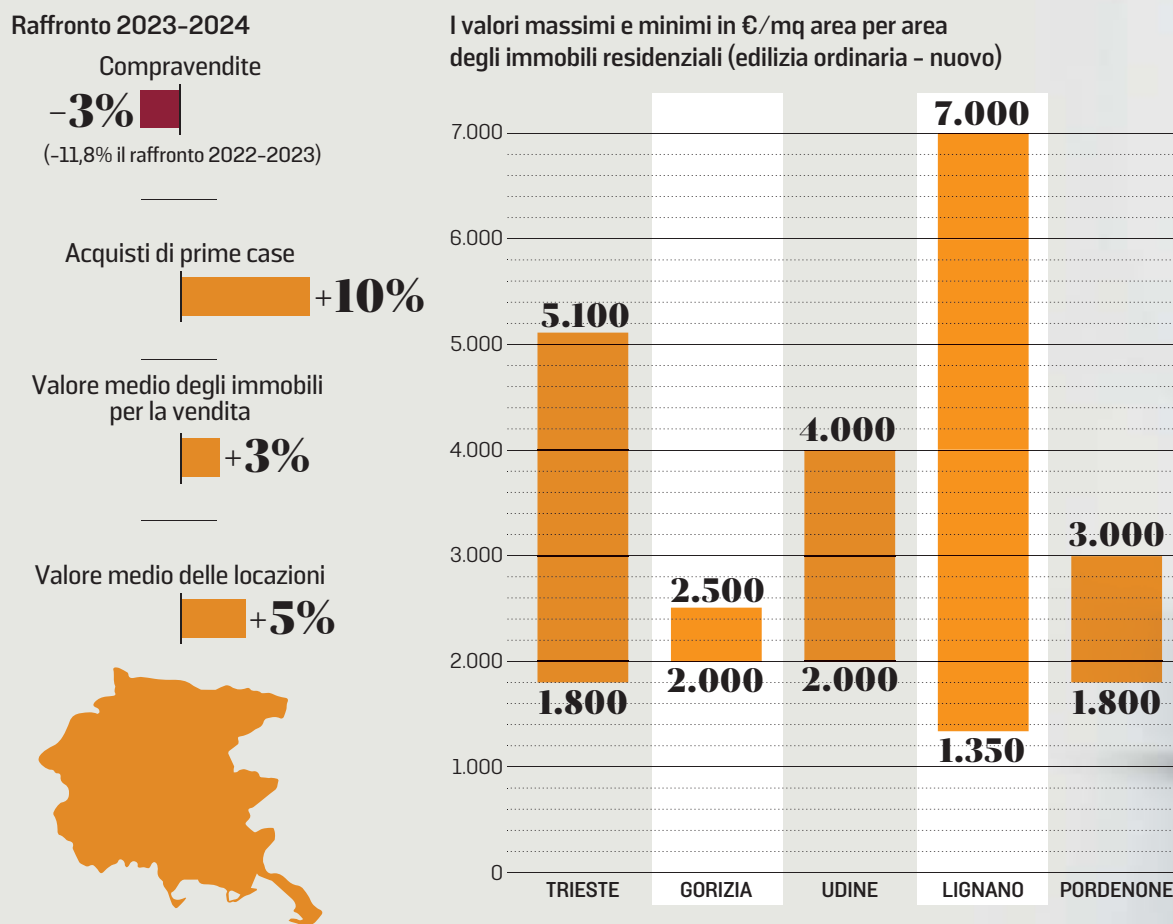 Raffronto 2023-2024
Compravendite
-3%
(-11,8% il raffronto 2022-2023)
Acquisti di prime case
+10%
Valore medio degli immobili
per la vendita
+3%
Valore medio delle locazioni
+5%
I valori massimi e minimi in €/mq area per area
degli immobili residenziali (edilizia ordinaria - nuovo)
7.000
6.000
5.000
4.000
3.000
2.000
1.000
0
5.100
1.800
2.500
2.000
4.000
2.000
7.000
1.350
3.000
1.800
TRIESTE GORIZIA UDINE LIGNANO PORDENONE